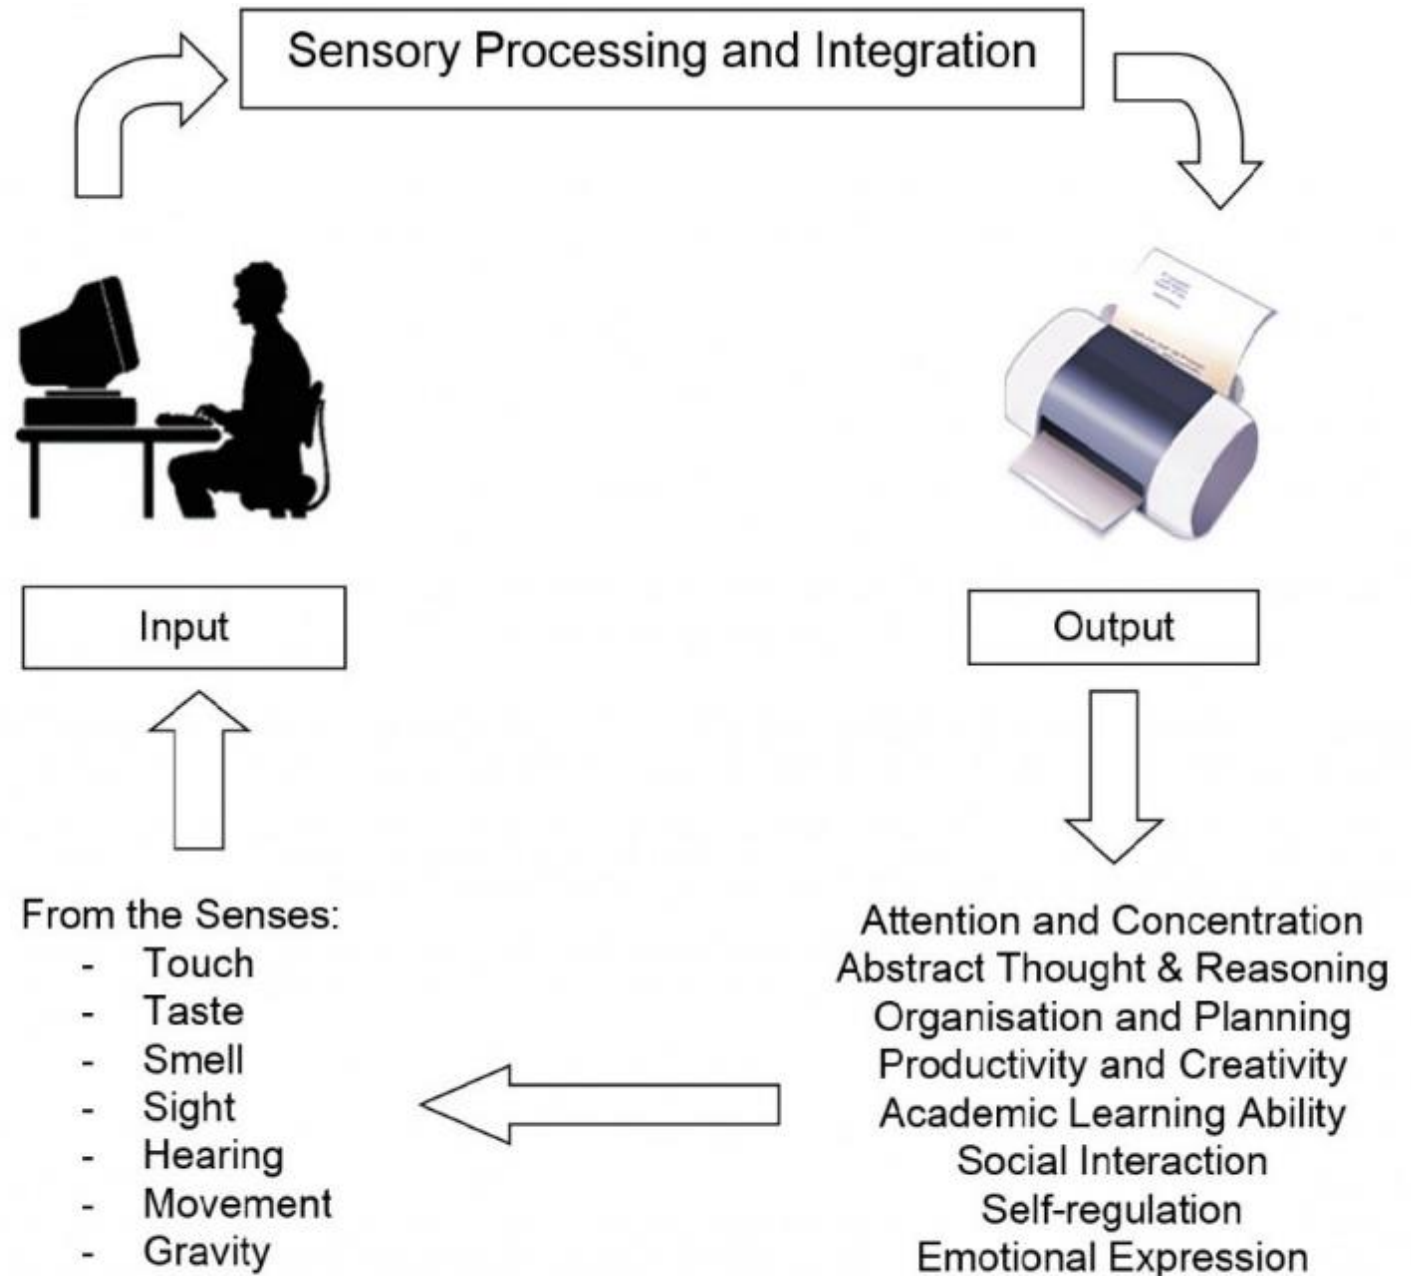 Sensory Processing and Integration
Input
Output
From the Senses:
- Touch
- Taste
- Smell
- Sight
- Hearing
- Movement
- Gravity
Attention and Concentration
Abstract Thought & Reasoning
Organisation and Planning
Productivity and Creativity
Academic Learning Ability
Social Interaction
Self-regulation
Emotional Expression